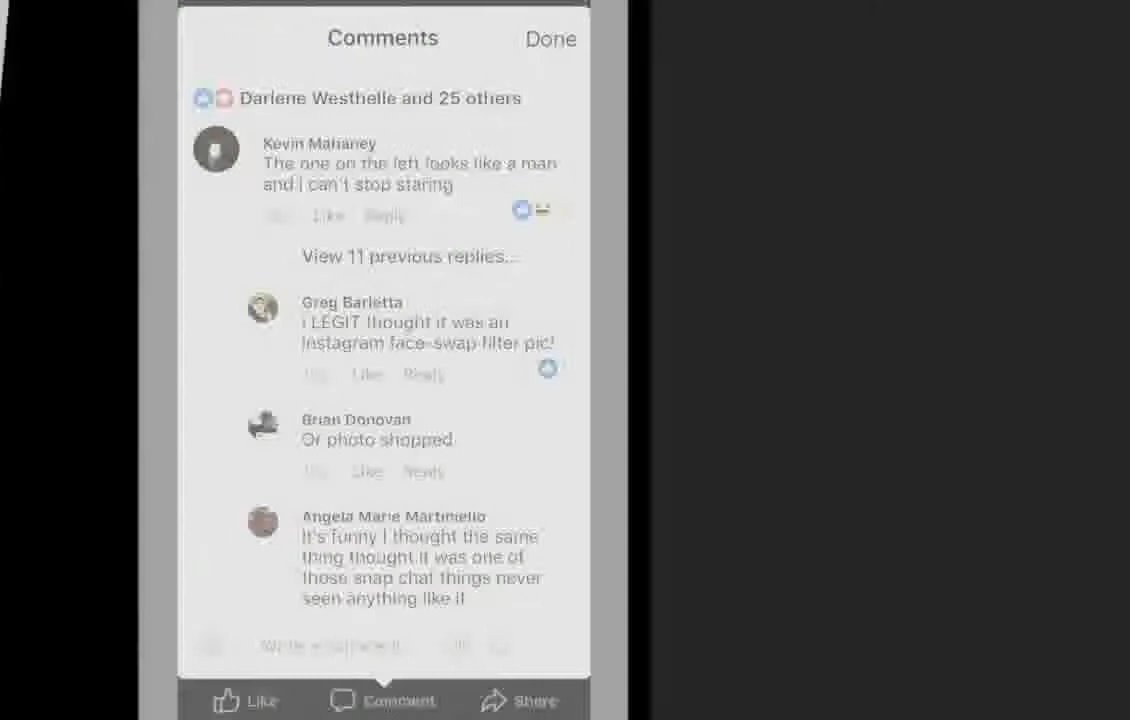 Comments
Done
Darlene Westhelle and 25 others
Kevin Mahaney
The one on the left looks like a man
and I can't stop staring
Like Reply
View 11 previous replies...
Greg Barletta
I LEGIT thought it was an
Instagram face-swap filter pic!
Like Reply
Brian Donovan
Or photo shopped
Like Reply
Angela Marie Martiniello
It's funny I thought the same
thing thought it was one of
those snap chat things never
seen anything like it
Write a comment...
Like
Comment
Share